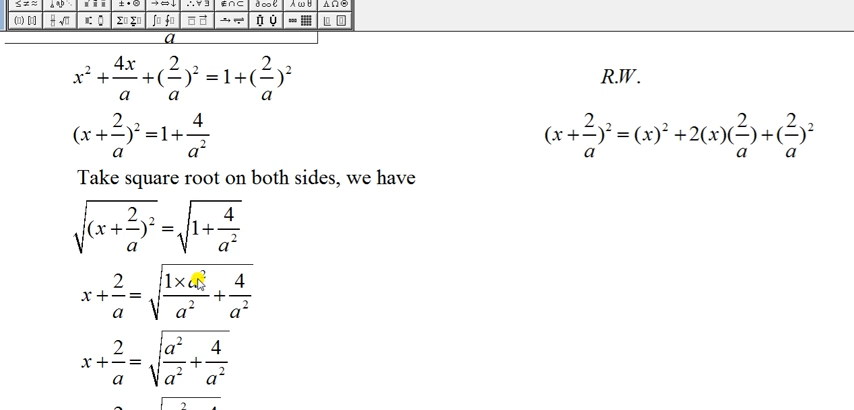 a
x² + 4x/a + (2/a)² = 1 + (2/a)²
R.W.
(x + 2/a)² = 1 + 4/a²
(x + 2/a)² = (x)² + 2(x)(2/a) + (2/a)²
Take square root on both sides, we have
√((x + 2/a)²) = √(1 + 4/a²)
x + 2/a = √((1×a²)/a² + 4/a²)
x + 2/a = √(a²/a² + 4/a²)